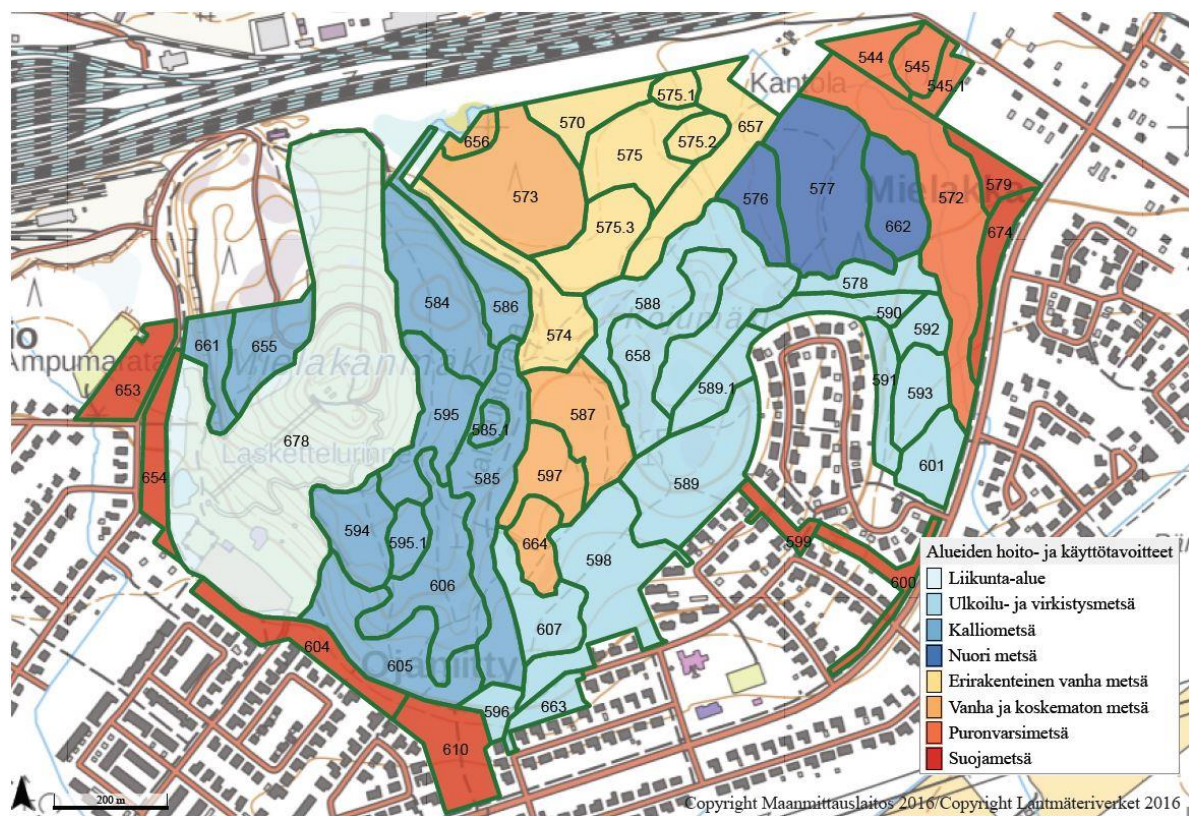 544
545
545.1
Kantola
575.1
570
657
575.2
656
575
579
573
576
577
Mielakka
572
662
575.3
674
584
588
578
586
590
592
574
Kajumäki
661
655
Mielakanmäki
658
Ampumarata
653
591
593
589.1
595
587
585.1
678
Laskettelurinne
601
654
585
597
589
594
599
595.1
664
598
600
606
607
604
605
Ojamitty
596
663
610
Alueiden hoito- ja käyttötavoitteet
Liikunta-alue
Ulkoilu- ja virkistysmetsä
Kalliometsä
Nuori metsä
Erirakenteinen vanha metsä
Vanha ja koskematon metsä
Puronvarsimetsä
Suojametsä
200 m
Copyright Maanmittauslaitos 2016/Copyright Lantmäteriverket 2016